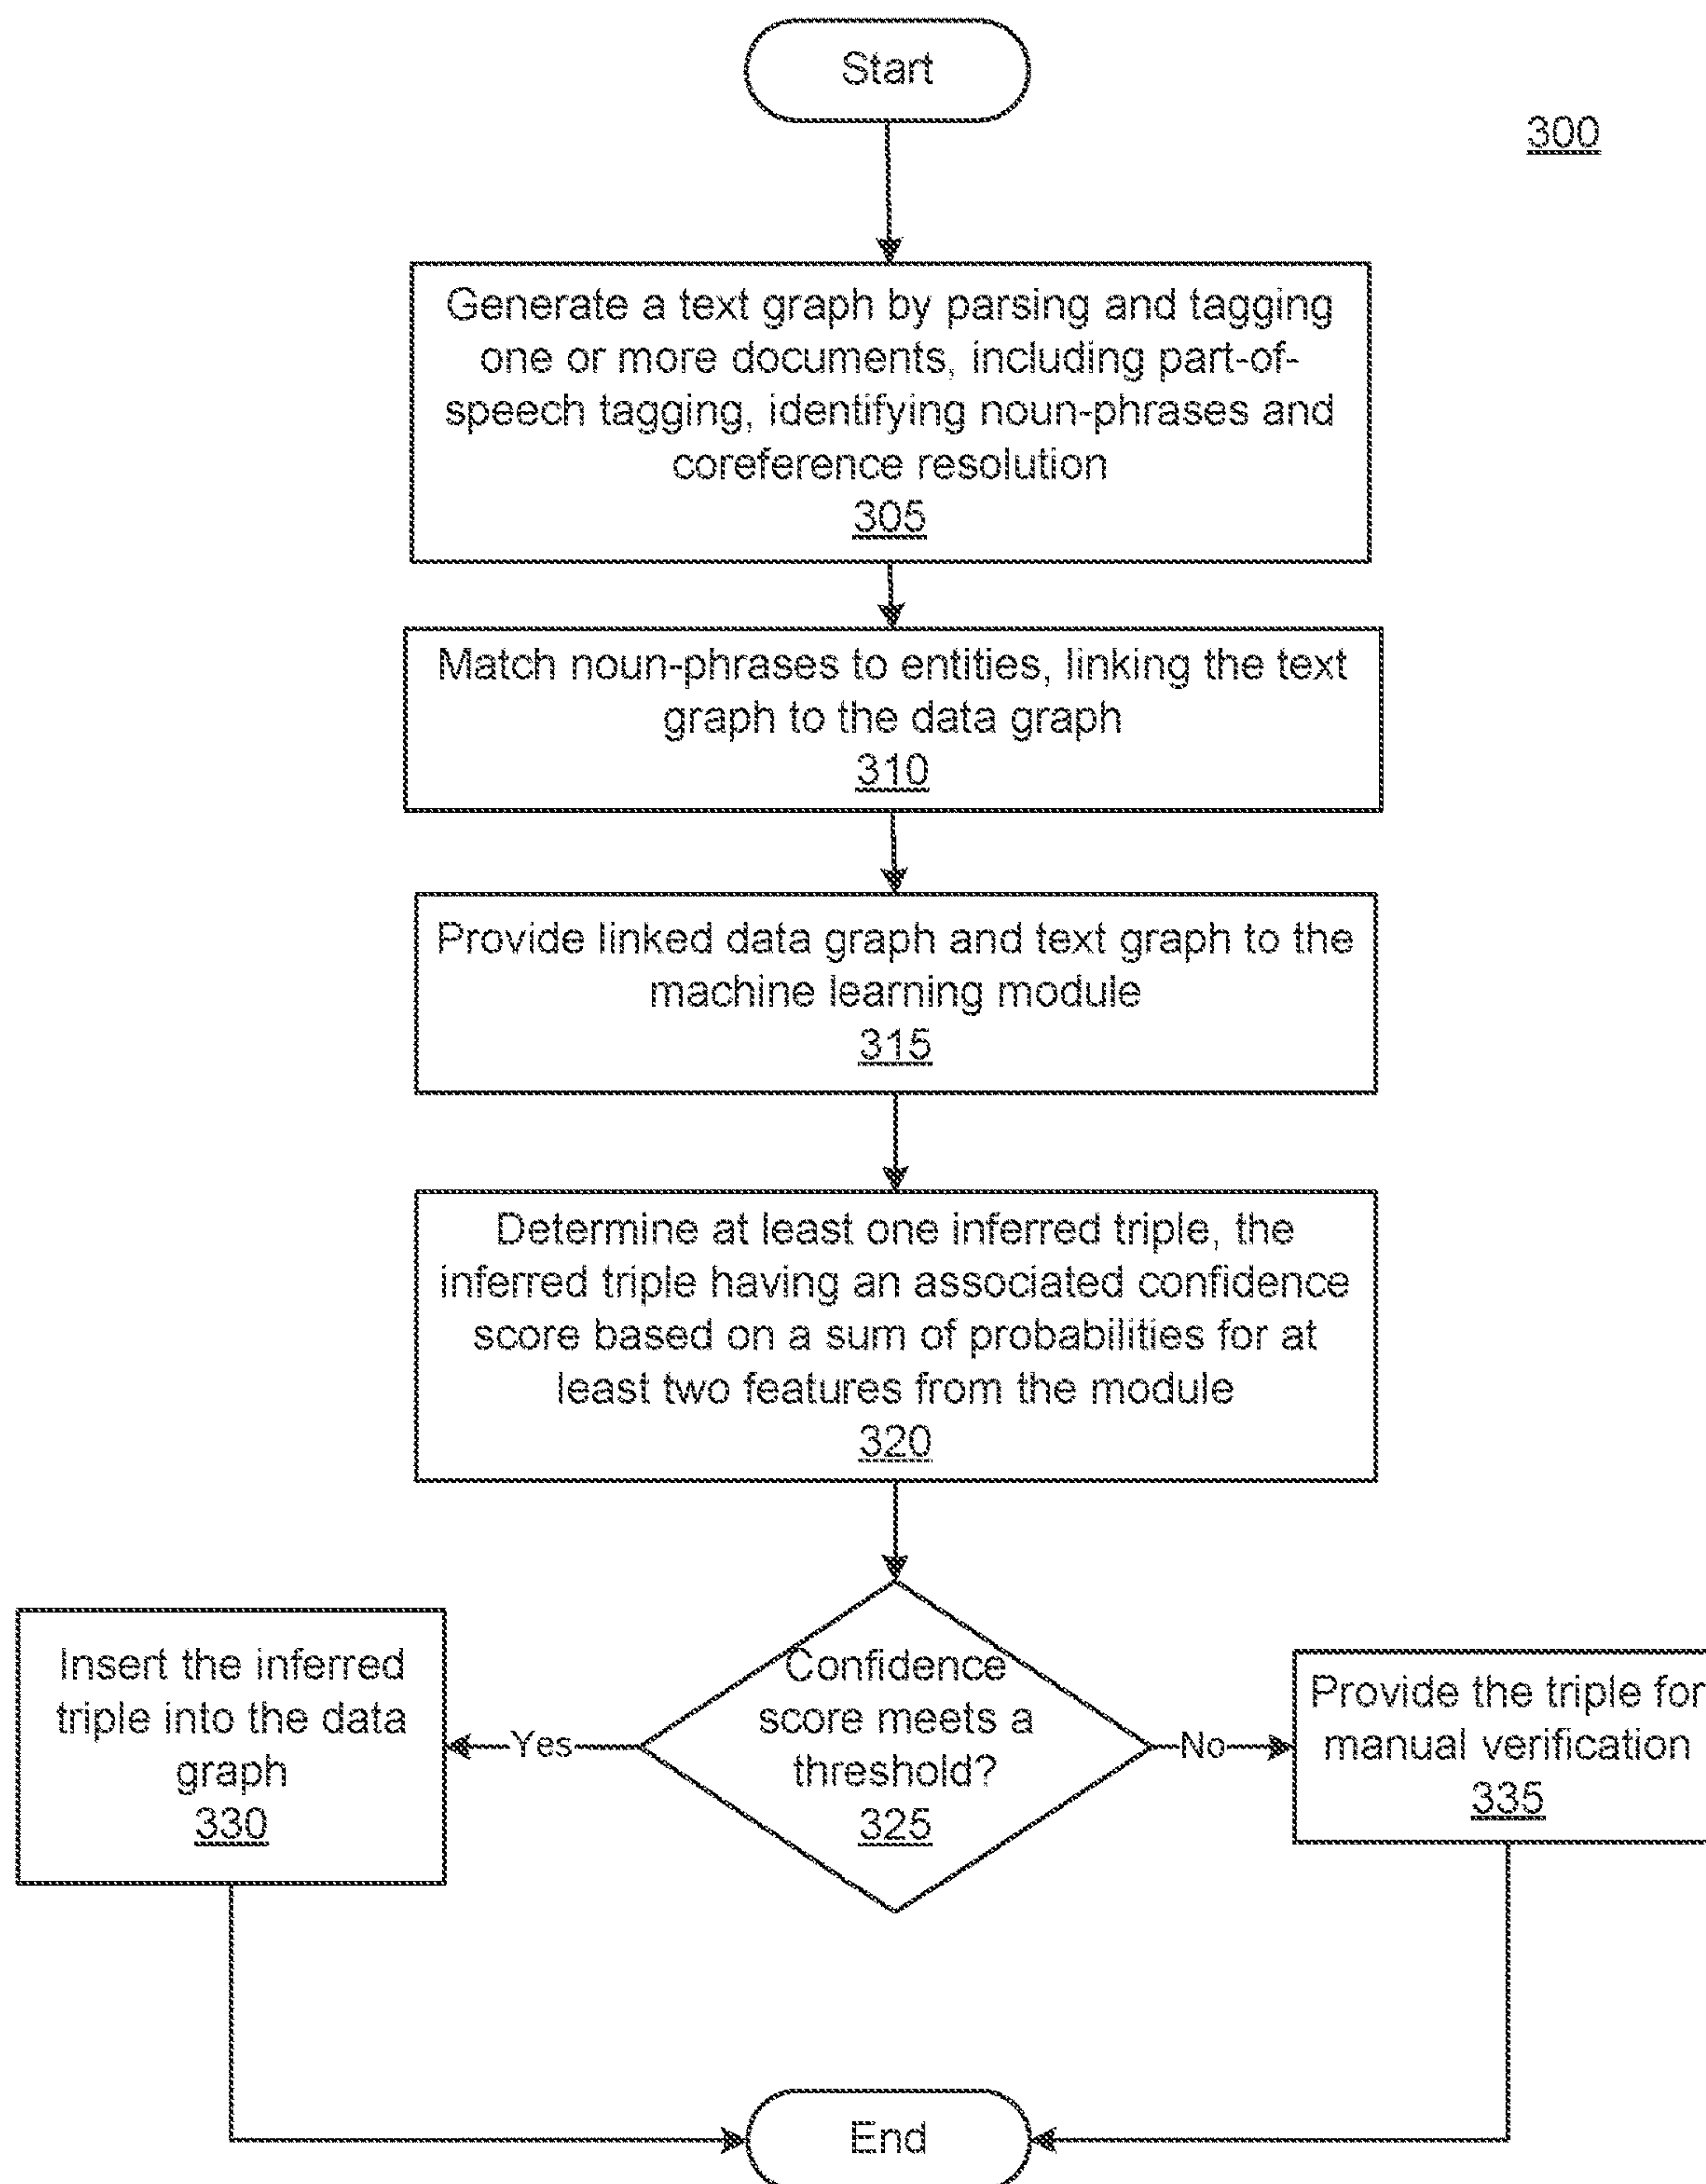 Start
300
Generate a text graph by parsing and tagging
one or more documents, including part-of-
speech tagging, identifying noun-phrases and
coreference resolution
305
Match noun-phrases to entities, linking the text
graph to the data graph
310
Provide linked data graph and text graph to the
machine learning module
315
Determine at least one inferred triple, the
inferred triple having an associated confidence
score based on a sum of probabilities for at
least two features from the module
320
Insert the inferred
triple into the data
graph
330
Yes
Confidence
score meets a
threshold?
325
No
Provide the triple for
manual verification
335
End